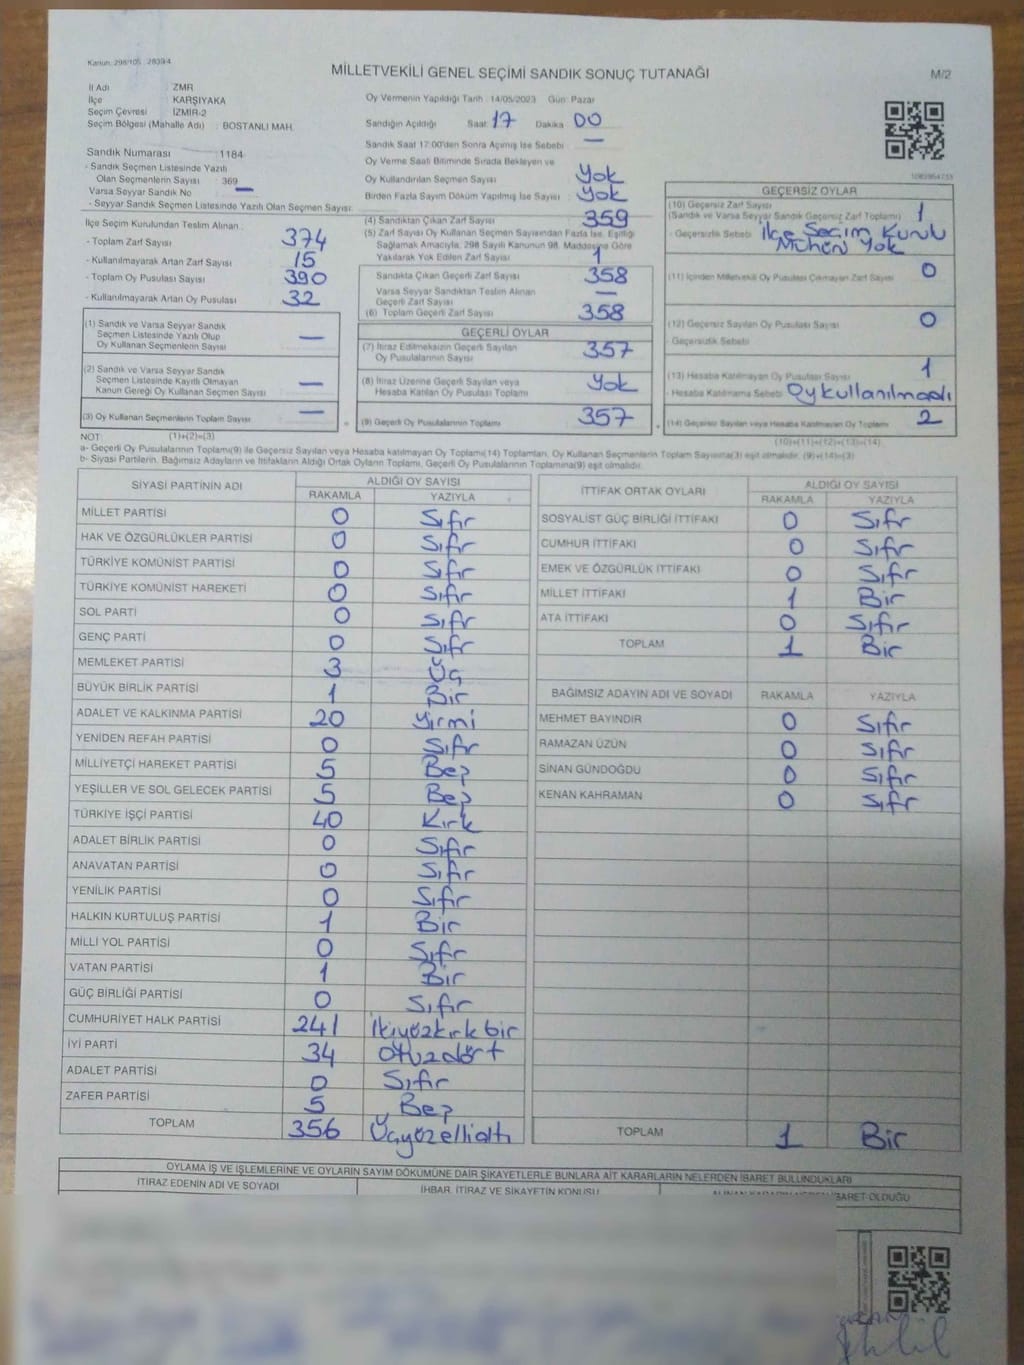 Kanun: 298/105 : 2839/4
MİLLETVEKİLİ GENEL SEÇİMİ SANDIK SONUÇ TUTANAĞI
M/2
İl Adı : ZMR
İlçe : KARŞIYAKA
Seçim Çevresi : İZMİR-2
Seçim Bölgesi (Mahalle Adı) : BOSTANLI MAH.
Oy Vermenin Yapıldığı Tarih : 14/05/2023 Gün: Pazar
Sandığın Açıldığı Saat 17 Dakika 00
Sandık Saat 17:00'den Sonra Açılmış İse Sebebi : —
Oy Verme Saati Bitiminde Sırada Bekleyen ve
Oy Kullandırılan Seçmen Sayısı : Yok
Birden Fazla Sayım Döküm Yapılmış İse Sayısı : Yok
Sandık Numarası : 1184
- Sandık Seçmen Listesinde Yazılı
Olan Seçmenlerin Sayısı : 369
Varsa Seyyar Sandık No —
- Seyyar Sandık Seçmen Listesinde Yazılı Olan Seçmen Sayısı:
İlçe Seçim Kurulundan Teslim Alınan :
- Toplam Zarf Sayısı 374
- Kullanılmayarak Artan Zarf Sayısı 15
- Toplam Oy Pusulası Sayısı 390
- Kullanılmayarak Artan Oy Pusulası 32
(1) Sandık ve Varsa Seyyar Sandık
Seçmen Listesinde Yazılı Olup
Oy Kullanan Seçmenlerin Sayısı —
(2) Sandık ve Varsa Seyyar Sandık
Seçmen Listesinde Kayıtlı Olmayan
Kanun Gereği Oy Kullanan Seçmen Sayısı —
(3) Oy Kullanan Seçmenlerin Toplam Sayısı —
(4) Sandıktan Çıkan Zarf Sayısı 359
(5) Zarf Sayısı Oy Kullanan Seçmen Sayısından Fazla İse, Eşitliği
Sağlamak Amacıyla, 298 Sayılı Kanunun 98. Maddesine Göre
Yakılarak Yok Edilen Zarf Sayısı 1
Sandıkta Çıkan Geçerli Zarf Sayısı 358
Varsa Seyyar Sandıktan Teslim Alınan
Geçerli Zarf Sayısı —
(6) Toplam Geçerli Zarf Sayısı 358
GEÇERLİ OYLAR
(7) İtiraz Edilmeksizin Geçerli Sayılan
Oy Pusulalarının Sayısı 357
(8) İtiraz Üzerine Geçerli Sayılan veya
Hesaba Katılan Oy Pusulası Toplamı Yok
(9) Geçerli Oy Pusulalarının Toplamı 357
GEÇERSİZ OYLAR
(10) Geçersiz Zarf Sayısı
(Sandık ve Varsa Seyyar Sandık Geçersiz Zarf Toplamı) 1
- Geçersizlik Sebebi: İlçe Seçim Kurulu
Mührü Yok
(11) İçinden Milletvekili Oy Pusulası Çıkmayan Zarf Sayısı 0
(12) Geçersiz Sayılan Oy Pusulası Sayısı 0
- Geçersizlik Sebebi
(13) Hesaba Katılmayan Oy Pusulası Sayısı 1
- Hesaba Katılmama Sebebi Oy kullanılmadı
(14) Geçersiz Sayılan veya Hesaba Katılmayan Oy Toplamı 2
NOT: (1)+(2)=(3)
(10)+(11)+(12)+(13)=(14)
a- Geçerli Oy Pusulalarının Toplamı(9) ile Geçersiz Sayılan veya Hesaba katılmayan Oy Toplamı(14) Toplamları, Oy Kullanan Seçmenlerin Toplam Sayısına(3) eşit olmalıdır. (9)+(14)=(3)
b- Siyasi Partilerin, Bağımsız Adayların ve İttifakların Aldığı Ortak Oyların Toplamı, Geçerli Oy Pusulalarının Toplamına(9) eşit olmalıdır.
SİYASİ PARTİNİN ADI ALDIĞI OY SAYISI
RAKAMLA YAZIYLA
MİLLET PARTİSİ 0 Sıfır
HAK VE ÖZGÜRLÜKLER PARTİSİ 0 Sıfır
TÜRKİYE KOMÜNİST PARTİSİ 0 Sıfır
TÜRKİYE KOMÜNİST HAREKETİ 0 Sıfır
SOL PARTİ 0 Sıfır
GENÇ PARTİ 0 Sıfır
MEMLEKET PARTİSİ 3 Üç
BÜYÜK BİRLİK PARTİSİ 1 Bir
ADALET VE KALKINMA PARTİSİ 20 Yirmi
YENİDEN REFAH PARTİSİ 0 Sıfır
MİLLİYETÇİ HAREKET PARTİSİ 5 Beş
YEŞİLLER VE SOL GELECEK PARTİSİ 5 Beş
TÜRKİYE İŞÇİ PARTİSİ 40 Kırk
ADALET BİRLİK PARTİSİ 0 Sıfır
ANAVATAN PARTİSİ 0 Sıfır
YENİLİK PARTİSİ 0 Sıfır
HALKIN KURTULUŞ PARTİSİ 1 Bir
MİLLİ YOL PARTİSİ 0 Sıfır
VATAN PARTİSİ 1 Bir
GÜÇ BİRLİĞİ PARTİSİ 0 Sıfır
CUMHURİYET HALK PARTİSİ 241 İkiyüzkırk bir
İYİ PARTİ 34 Otuzdört
ADALET PARTİSİ 0 Sıfır
ZAFER PARTİSİ 5 Beş
TOPLAM 356 Üçyüzellialtı
İTTİFAK ORTAK OYLARI ALDIĞI OY SAYISI
RAKAMLA YAZIYLA
SOSYALİST GÜÇ BİRLİĞİ İTTİFAKI 0 Sıfır
CUMHUR İTTİFAKI 0 Sıfır
EMEK VE ÖZGÜRLÜK İTTİFAKI 0 Sıfır
MİLLET İTTİFAKI 1 Bir
ATA İTTİFAKI 0 Sıfır
TOPLAM 1 Bir
BAĞIMSIZ ADAYIN ADI VE SOYADI RAKAMLA YAZIYLA
MEHMET BAYINDIR 0 Sıfır
RAMAZAN ÜZÜN 0 Sıfır
SİNAN GÜNDOĞDU 0 Sıfır
KENAN KAHRAMAN 0 Sıfır
TOPLAM 1 Bir
OYLAMA İŞ VE İŞLEMLERİNE VE OYLARIN SAYIM DÖKÜMÜNE DAİR ŞİKAYETLERLE BUNLARA AİT KARARLARIN NELERDEN İBARET BULUNDUKLARI
İTİRAZ EDENİN ADI VE SOYADI
İHBAR, İTİRAZ VE ŞİKAYETİN KONUSU